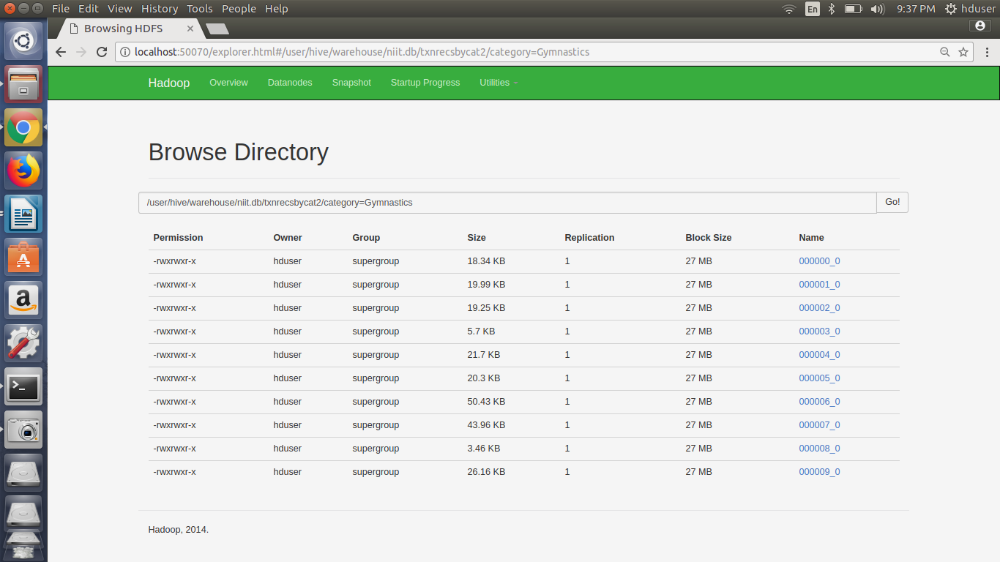 File Edit View History Tools People Help
En 9:37 PM hduser
Browsing HDFS
localhost:50070/explorer.html#/user/hive/warehouse/niit.db/txnrecsbycat2/category=Gymnastics
Hadoop Overview Datanodes Snapshot Startup Progress Utilities
Browse Directory
/user/hive/warehouse/niit.db/txnrecsbycat2/category=Gymnastics Go!
Permission Owner Group Size Replication Block Size Name
-rwxrwxr-x hduser supergroup 18.34 KB 1 27 MB 000000_0
-rwxrwxr-x hduser supergroup 19.99 KB 1 27 MB 000001_0
-rwxrwxr-x hduser supergroup 19.25 KB 1 27 MB 000002_0
-rwxrwxr-x hduser supergroup 5.7 KB 1 27 MB 000003_0
-rwxrwxr-x hduser supergroup 21.7 KB 1 27 MB 000004_0
-rwxrwxr-x hduser supergroup 20.3 KB 1 27 MB 000005_0
-rwxrwxr-x hduser supergroup 50.43 KB 1 27 MB 000006_0
-rwxrwxr-x hduser supergroup 43.96 KB 1 27 MB 000007_0
-rwxrwxr-x hduser supergroup 3.46 KB 1 27 MB 000008_0
-rwxrwxr-x hduser supergroup 26.16 KB 1 27 MB 000009_0
Hadoop, 2014.